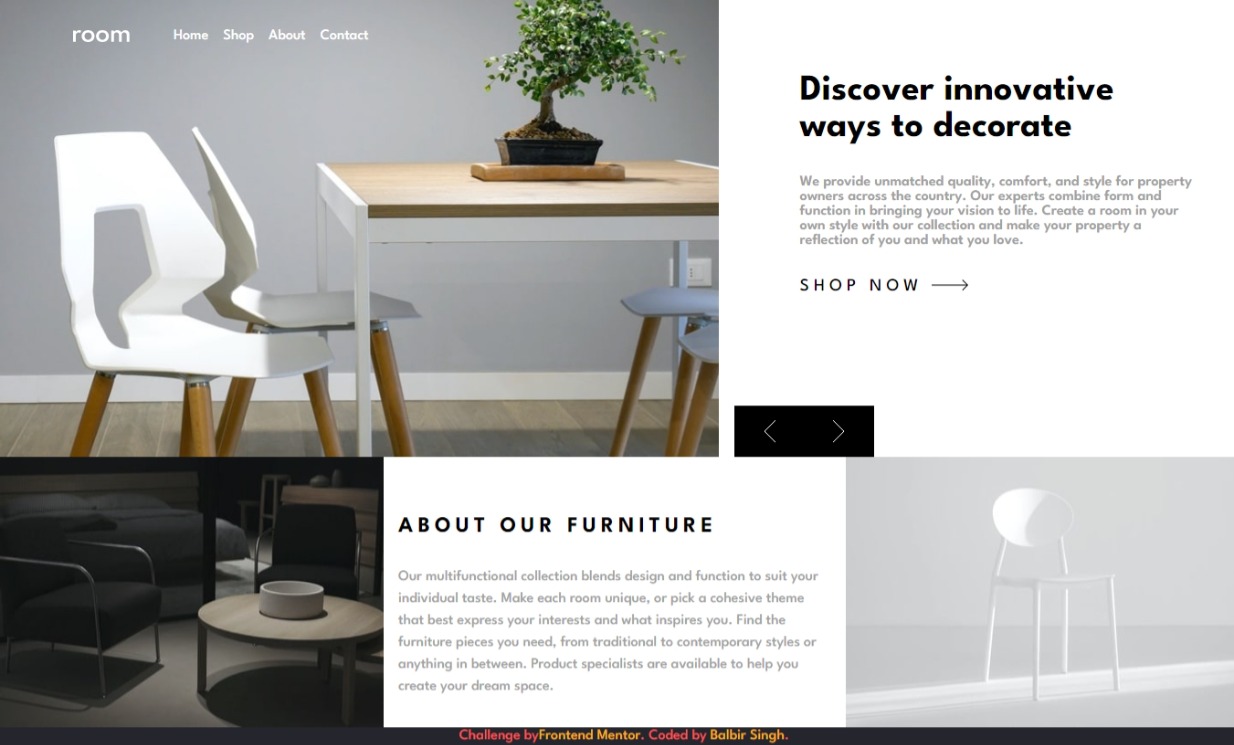 room
Home Shop About Contact
Discover innovative
ways to decorate
We provide unmatched quality, comfort, and style for property
owners across the country. Our experts combine form and
function in bringing your vision to life. Create a room in your
own style with our collection and make your property a
reflection of you and what you love.
SHOP NOW
ABOUT OUR FURNITURE
Our multifunctional collection blends design and function to suit your
individual taste. Make each room unique, or pick a cohesive theme
that best express your interests and what inspires you. Find the
furniture pieces you need, from traditional to contemporary styles or
anything in between. Product specialists are available to help you
create your dream space.
Challenge byFrontend Mentor. Coded by Balbir Singh.